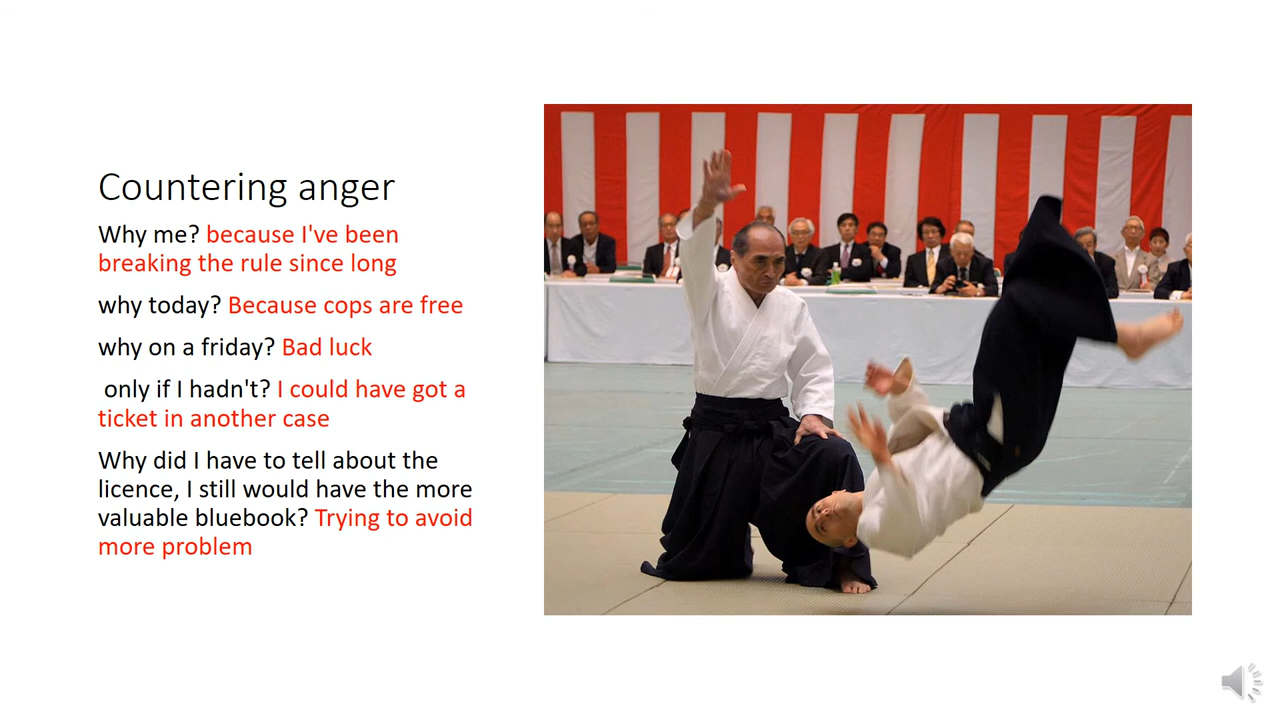 Countering anger
Why me? because I've been
breaking the rule since long
why today? Because cops are free
why on a friday? Bad luck
only if I hadn't? I could have got a
ticket in another case
Why did I have to tell about the
licence, I still would have the more
valuable bluebook? Trying to avoid
more problem